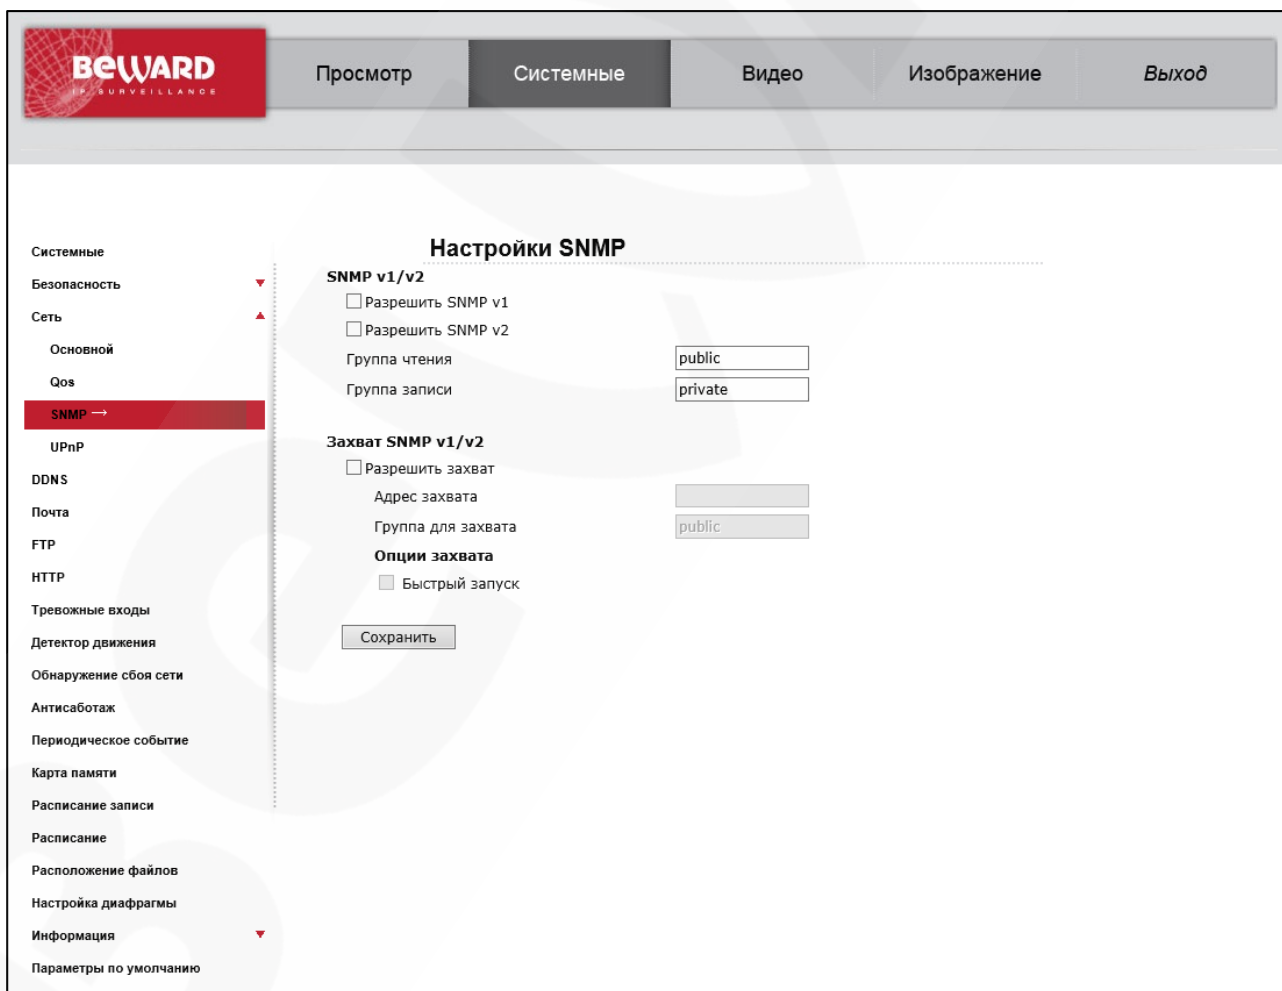 BEWARD
IP SURVEILLANCE
Просмотр
Системные
Видео
Изображение
Выход
Системные
Безопасность
Сеть
Основной
Qos
SNMP →
UPnP
DDNS
Почта
FTP
HTTP
Тревожные входы
Детектор движения
Обнаружение сбоя сети
Антисаботаж
Периодическое событие
Карта памяти
Расписание записи
Расписание
Расположение файлов
Настройка диафрагмы
Информация
Параметры по умолчанию
Настройки SNMP
SNMP v1/v2
Разрешить SNMP v1
Разрешить SNMP v2
Группа чтения public
Группа записи private
Захват SNMP v1/v2
Разрешить захват
Адрес захвата
Группа для захвата public
Опции захвата
Быстрый запуск
Сохранить